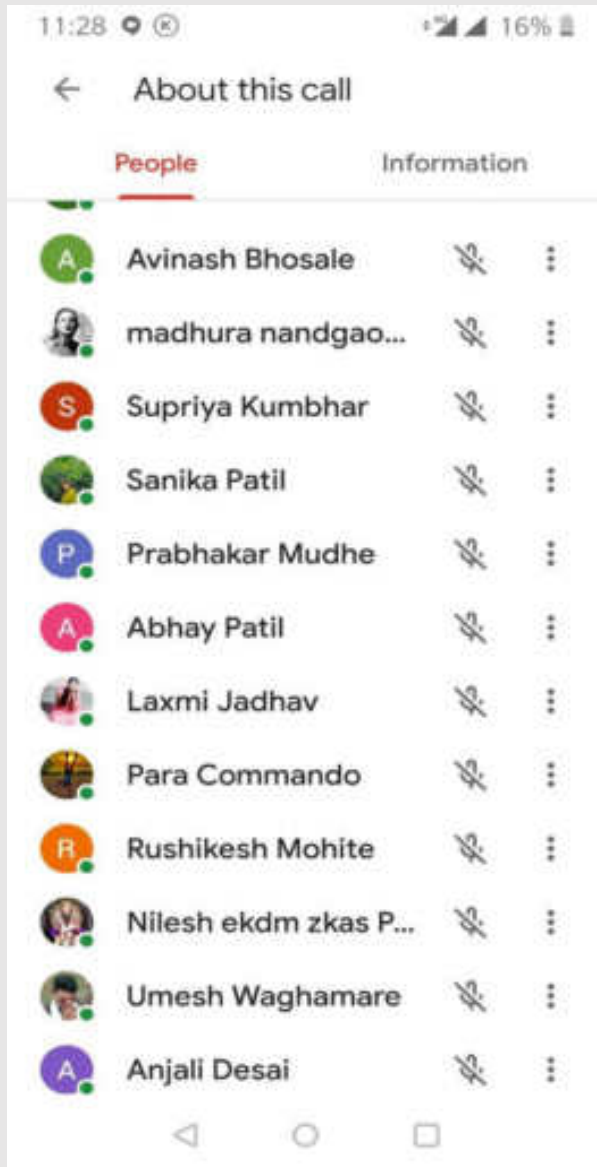 11:28 16%
About this call
People Information
A Avinash Bhosale
madhura nandgao...
S Supriya Kumbhar
Sanika Patil
P Prabhakar Mudhe
A Abhay Patil
Laxmi Jadhav
Para Commando
R Rushikesh Mohite
Nilesh ekdm zkas P...
Umesh Waghamare
A Anjali Desai